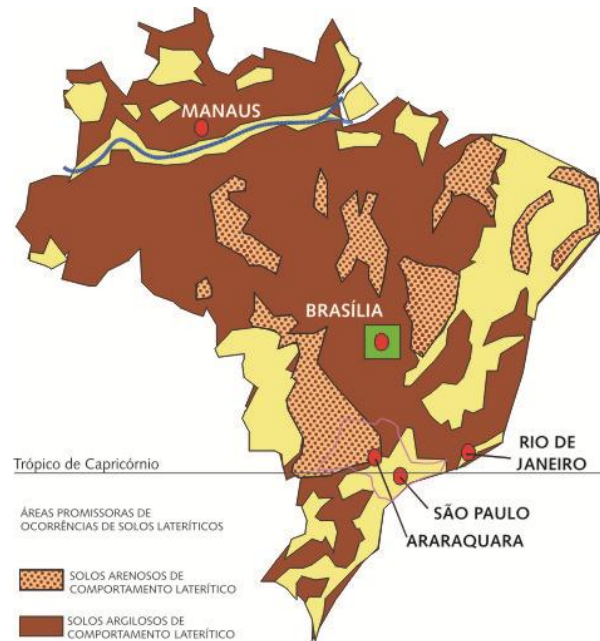 MANAUS
BRASÍLIA
RIO DE
JANEIRO
Trópico de Capricórnio
SÃO PAULO
ARARAQUARA
ÁREAS PROMISSORAS DE
OCORRÊNCIAS DE SOLOS LATERÍTICOS
SOLOS ARENOSOS DE
COMPORTAMENTO LATERÍTICO
SOLOS ARGILOSOS DE
COMPORTAMENTO LATERÍTICO